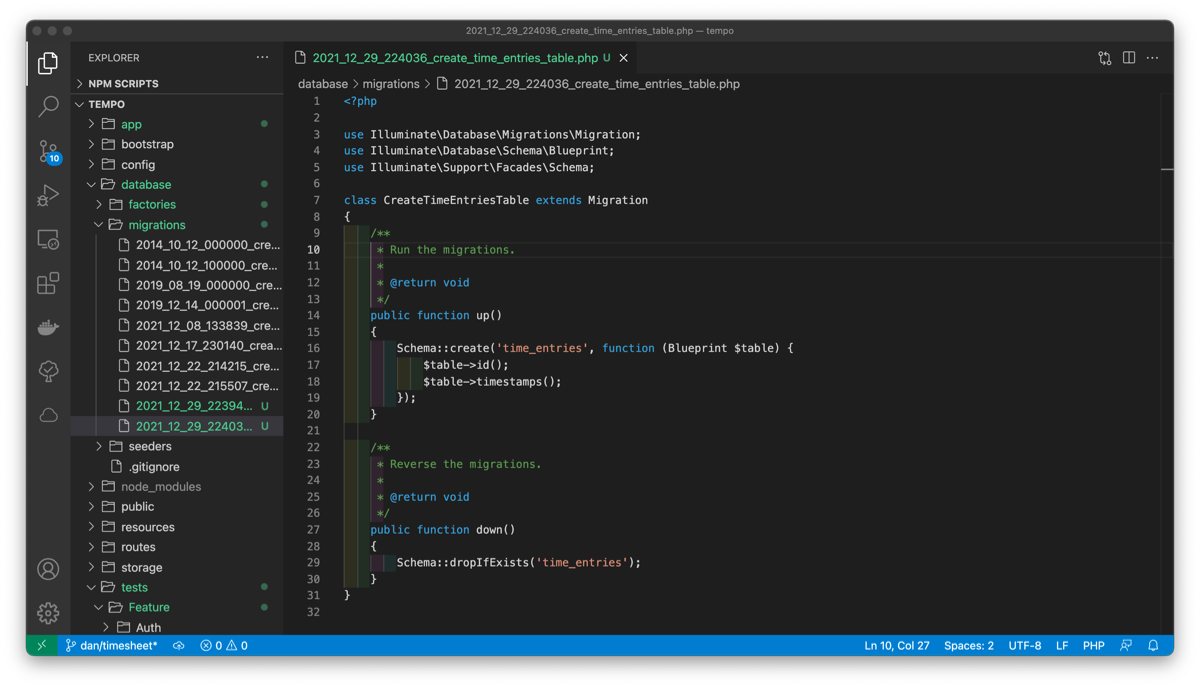 2021_12_29_224036_create_time_entries_table.php — tempo
EXPLORER
NPM SCRIPTS
TEMPO
app
bootstrap
config
database
factories
migrations
2014_10_12_000000_cre...
2014_10_12_100000_cre...
2019_08_19_000000_cre...
2019_12_14_000001_cre...
2021_12_08_133839_cre...
2021_12_17_230140_crea...
2021_12_22_214215_cre...
2021_12_22_215507_cre...
2021_12_29_22394... U
2021_12_29_22403... U
seeders
.gitignore
node_modules
public
resources
routes
storage
tests
Feature
Auth
10
2021_12_29_224036_create_time_entries_table.php U
database > migrations > 2021_12_29_224036_create_time_entries_table.php
1 <?php
2
3 use Illuminate\Database\Migrations\Migration;
4 use Illuminate\Database\Schema\Blueprint;
5 use Illuminate\Support\Facades\Schema;
6
7 class CreateTimeEntriesTable extends Migration
8 {
9 /**
10 * Run the migrations.
11 *
12 * @return void
13 */
14 public function up()
15 {
16 Schema::create('time_entries', function (Blueprint $table) {
17 $table->id();
18 $table->timestamps();
19 });
20 }
21
22 /**
23 * Reverse the migrations.
24 *
25 * @return void
26 */
27 public function down()
28 {
29 Schema::dropIfExists('time_entries');
30 }
31 }
32
dan/timesheet* 0 0 Ln 10, Col 27 Spaces: 2 UTF-8 LF PHP